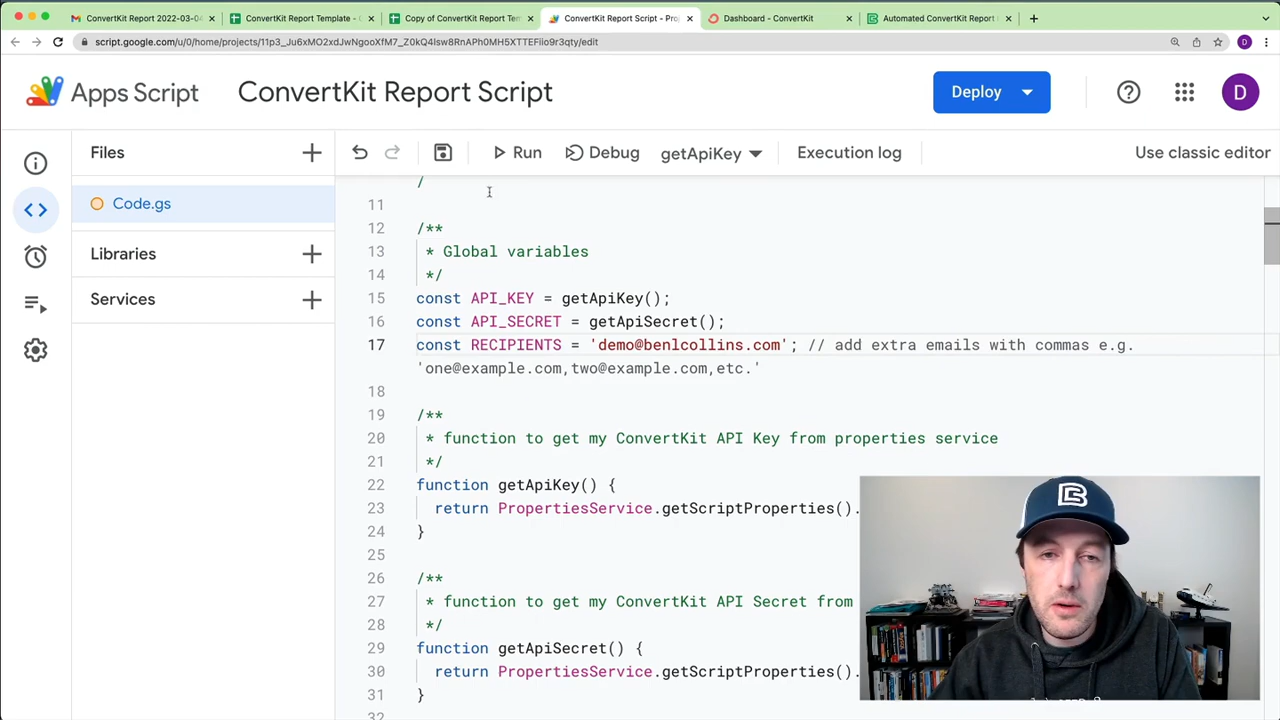 ConvertKit Report 2022-03-04
ConvertKit Report Template -
Copy of ConvertKit Report Tem
ConvertKit Report Script - Pro
Dashboard - ConvertKit
Automated ConvertKit Report
script.google.com/u/0/home/projects/11p3_Ju6xMO2xdJwNgooXfM7_Z0kQ4lsw8RnAPh0MH5XTTEFlio9r3qty/edit
D
Apps Script
ConvertKit Report Script
Deploy
D
Files
Run
Debug
getApiKey
Execution log
Use classic editor
Code.gs
Libraries
Services
/
11
12 /**
13 * Global variables
14 */
15 const API_KEY = getApiKey();
16 const API_SECRET = getApiSecret();
17 const RECIPIENTS = 'demo@benlcollins.com'; // add extra emails with commas e.g.
'one@example.com,two@example.com,etc.'
18
19 /**
20 * function to get my ConvertKit API Key from properties service
21 */
22 function getApiKey() {
23 return PropertiesService.getScriptProperties().
24 }
25
26 /**
27 * function to get my ConvertKit API Secret from
28 */
29 function getApiSecret() {
30 return PropertiesService.getScriptProperties().
31 }
32